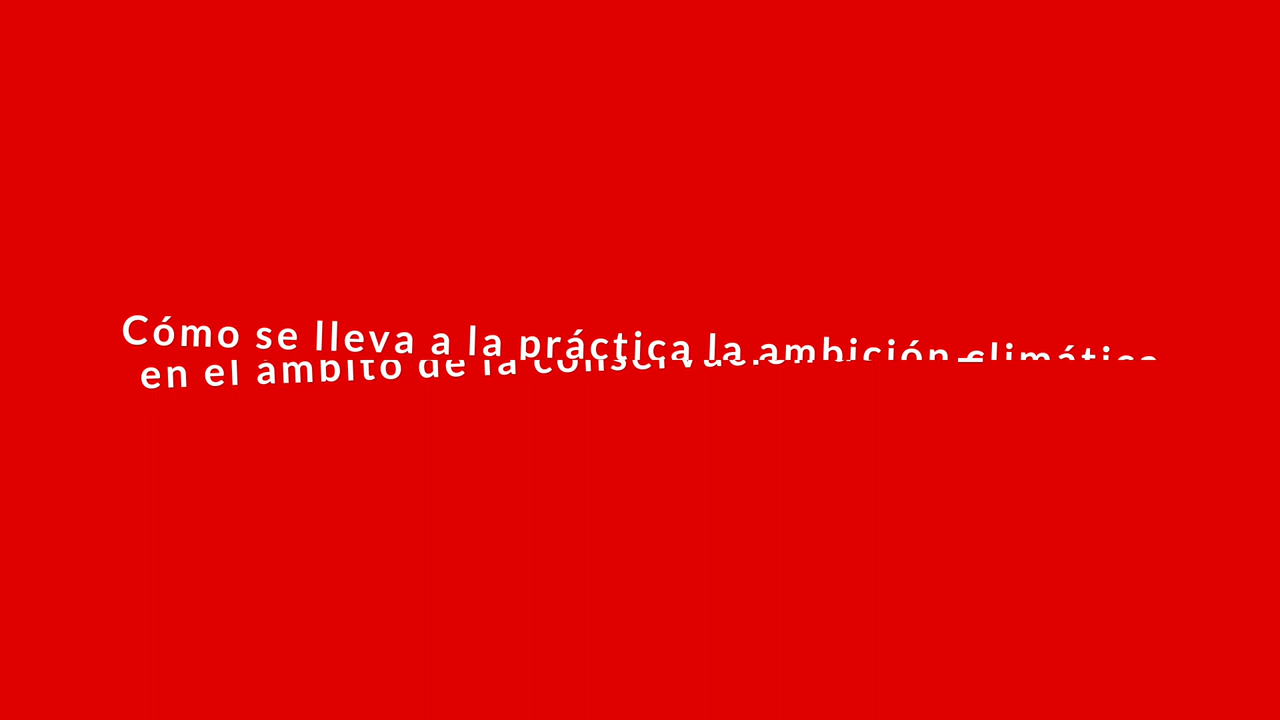 Cómo se lleva a la práctica la ambición climática
en el ámbito de la